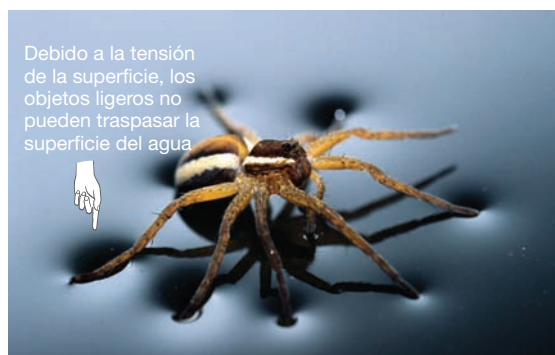 Debido a la tensión
de la superficie, los
objetos ligeros no
pueden traspasar la
superficie del agua